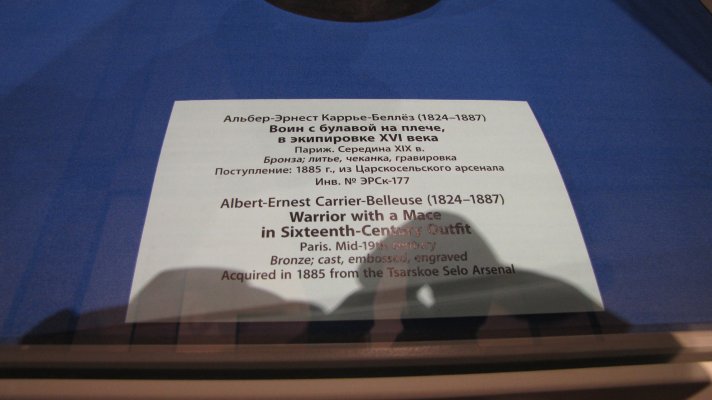 Альбер-Эрнест Каррье-Беллёз (1824–1887)
Воин с булавой на плече,
в экипировке XVI века
Париж. Середина XIX в.
Бронза; литье, чеканка, гравировка
Поступление: 1885 г., из Царскосельского арсенала
Инв. № ЭРСк-177
Albert-Ernest Carrier-Belleuse (1824–1887)
Warrior with a Mace
in Sixteenth-Century Outfit
Paris. Mid-19th century
Bronze; cast, embossed, engraved
Acquired in 1885 from the Tsarskoe Selo Arsenal